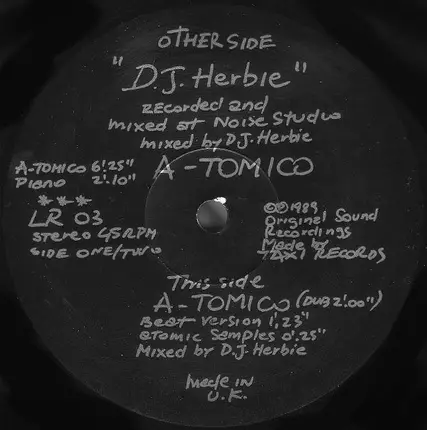 OTHERSIDE
"D.J. Herbie"
recorded and
mixed at Noise Studio
mixed by D.J. Herbie
A-TOMICO
A-TOMICO 6'.25"
Piano 2'.10"
***
LR 03
stereo 45RPM
SIDE ONE/TWO
℗© 1989
Original Sound
Recordings
Made by
TAXI RECORDS
This side
A-TOMICO (DUB 2'.00")
Beat version 1',23"
atomic samples 0'.25"
Mixed by D.J. Herbie
made in
U.K.